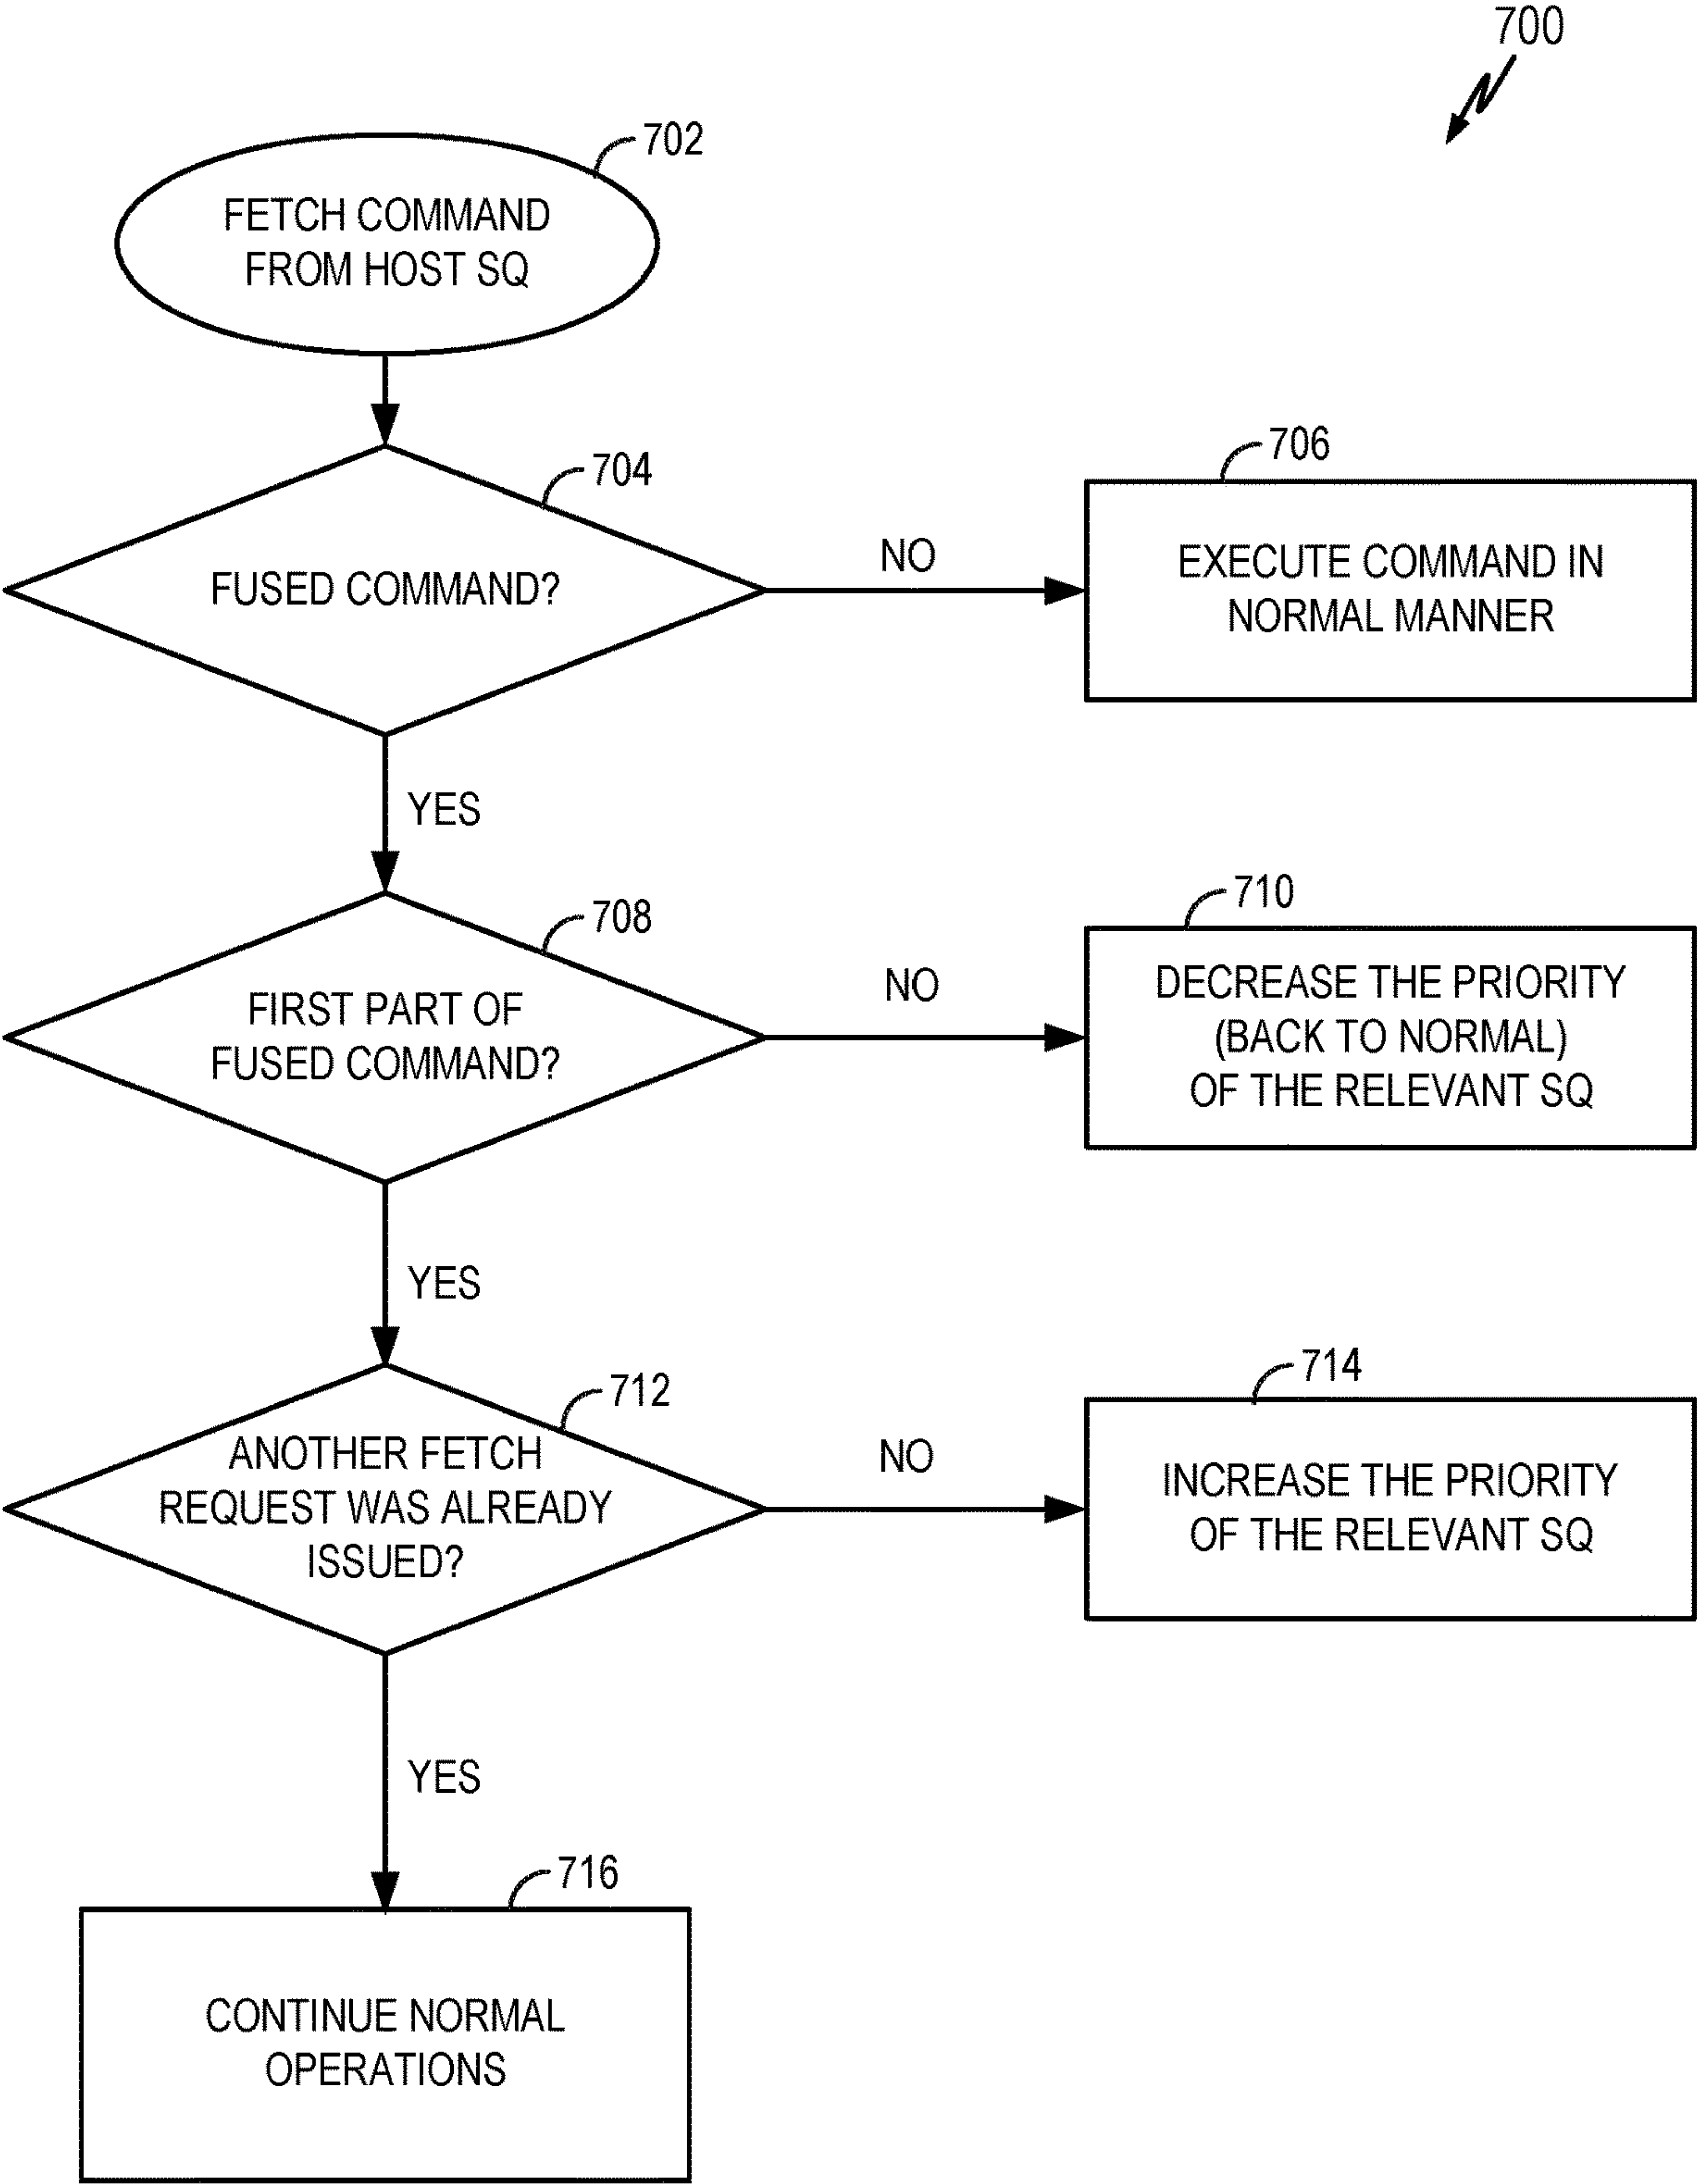 700
702
FETCH COMMAND
FROM HOST SQ
704
FUSED COMMAND?
NO
706
EXECUTE COMMAND IN
NORMAL MANNER
YES
708
FIRST PART OF
FUSED COMMAND?
NO
710
DECREASE THE PRIORITY
(BACK TO NORMAL)
OF THE RELEVANT SQ
YES
712
ANOTHER FETCH
REQUEST WAS ALREADY
ISSUED?
NO
714
INCREASE THE PRIORITY
OF THE RELEVANT SQ
YES
716
CONTINUE NORMAL
OPERATIONS